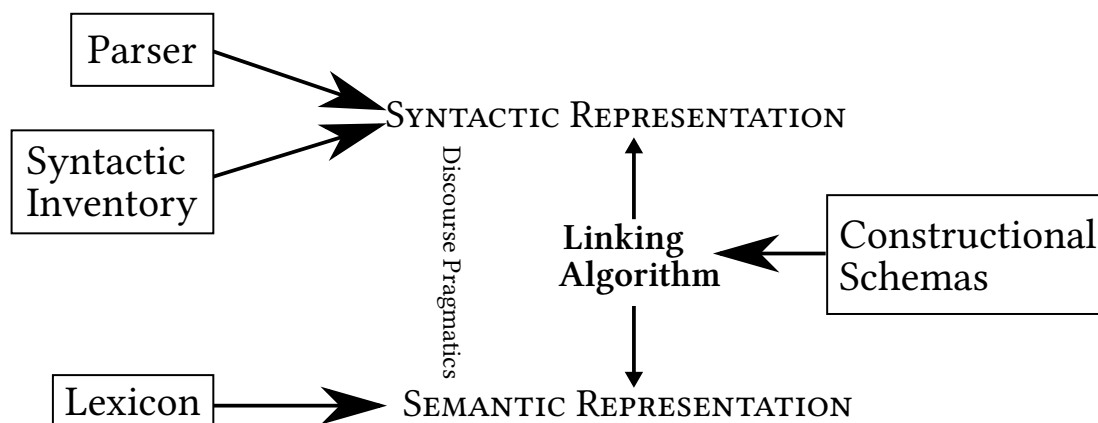 Parser
SYNTACTIC REPRESENTATION
Syntactic
Inventory
Discourse Pragmatics
Linking
Algorithm
Constructional
Schemas
Lexicon
SEMANTIC REPRESENTATION